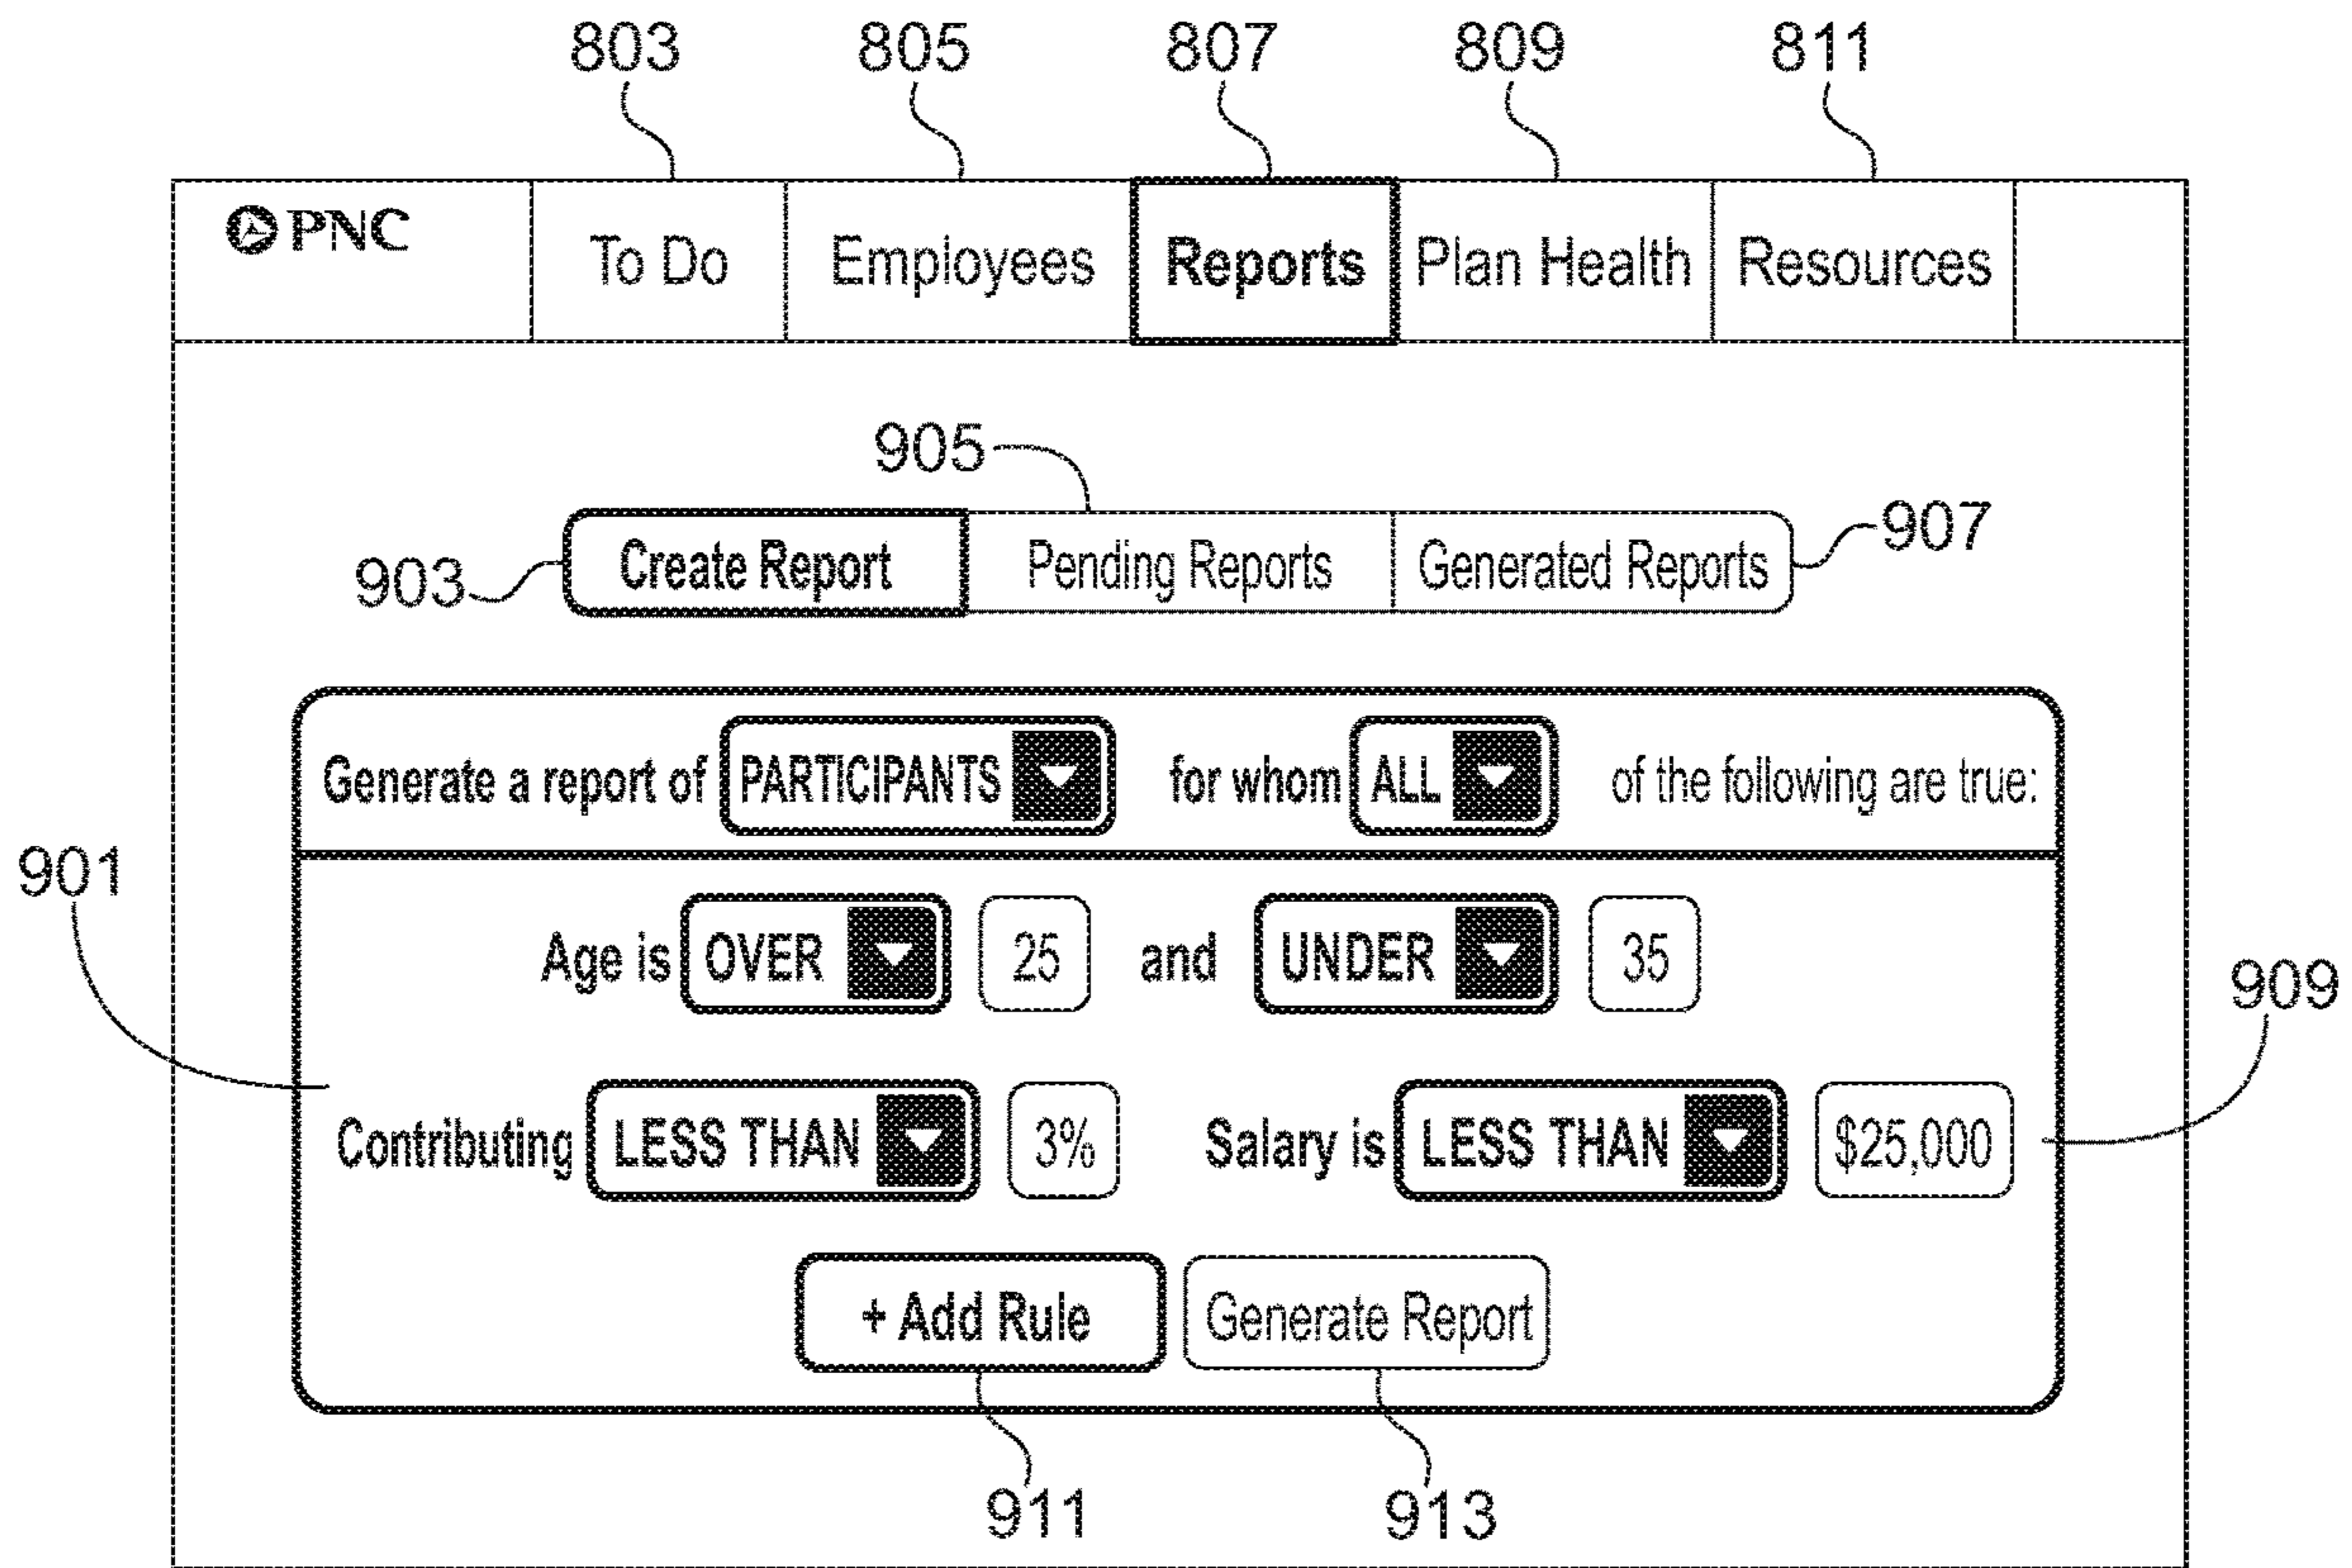 803 805 807 809 811
PNC To Do Employees Reports Plan Health Resources
905
903 Create Report Pending Reports Generated Reports 907
Generate a report of PARTICIPANTS for whom ALL of the following are true:
901
Age is OVER 25 and UNDER 35
909
Contributing LESS THAN 3% Salary is LESS THAN $25,000
+ Add Rule Generate Report
911 913